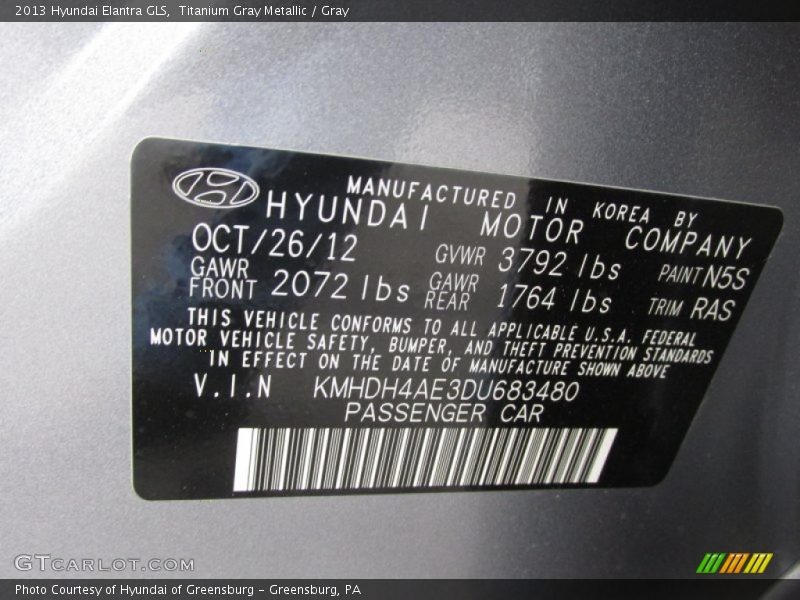 2013 Hyundai Elantra GLS, Titanium Gray Metallic / Gray
MANUFACTURED IN KOREA BY
HYUNDAI MOTOR COMPANY
OCT/26/12 GVWR 3792 lbs PAINT N5S
GAWR FRONT 2072 lbs GAWR REAR 1764 lbs TRIM RAS
THIS VEHICLE CONFORMS TO ALL APPLICABLE U.S.A. FEDERAL
MOTOR VEHICLE SAFETY, BUMPER, AND THEFT PREVENTION STANDARDS
IN EFFECT ON THE DATE OF MANUFACTURE SHOWN ABOVE
V.I.N KMHDH4AE3DU683480
PASSENGER CAR
GTCARLOT.COM
Photo Courtesy of Hyundai of Greensburg - Greensburg, PA